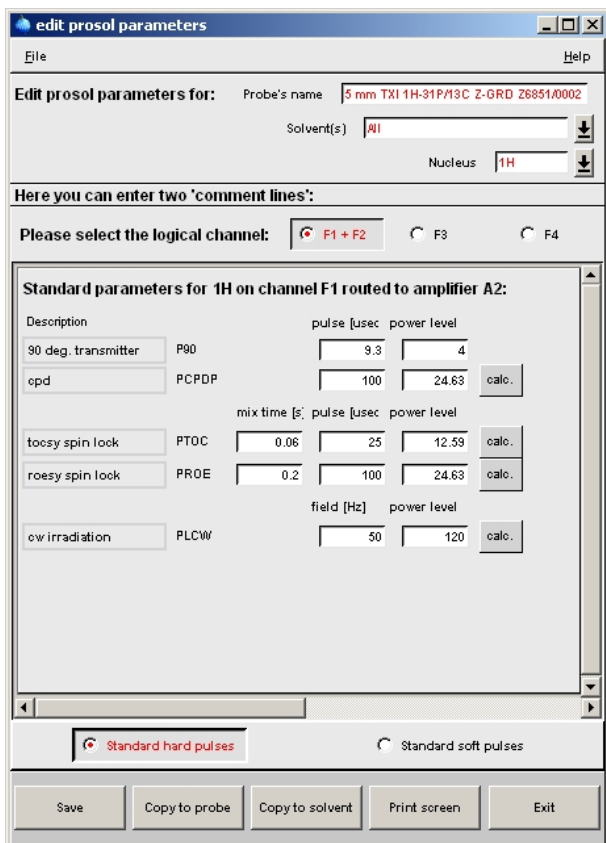 edit prosol parameters
File Help
Edit prosol parameters for: Probe's name 5 mm TXI 1H-31P/13C Z-GRD Z6851/0002
Solvent(s) All
Nucleus 1H
Here you can enter two 'comment lines':
Please select the logical channel: F1 + F2 F3 F4
Standard parameters for 1H on channel F1 routed to amplifier A2:
Description pulse [usec power level
90 deg. transmitter P90 9.3 4
cpd PCPDP 100 24.63 calc.
mix time [s] pulse [usec power level
tocsy spin lock PTOC 0.06 25 12.59 calc.
roesy spin lock PROE 0.2 100 24.63 calc.
field [Hz] power level
cw irradiation PLCW 50 120 calc.
Standard hard pulses Standard soft pulses
Save Copy to probe Copy to solvent Print screen Exit